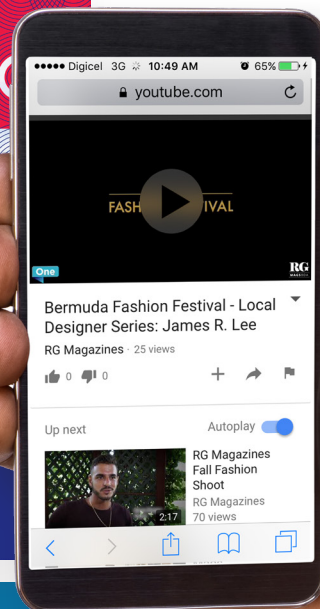 Digicel 3G 10:49 AM 65%
youtube.com
FASH IVAL
One
RG
MAGAZINES
Bermuda Fashion Festival - Local
Designer Series: James R. Lee
RG Magazines · 25 views
0 0
Up next
Autoplay
RG Magazines
Fall Fashion
Shoot
RG Magazines
70 views
2:17